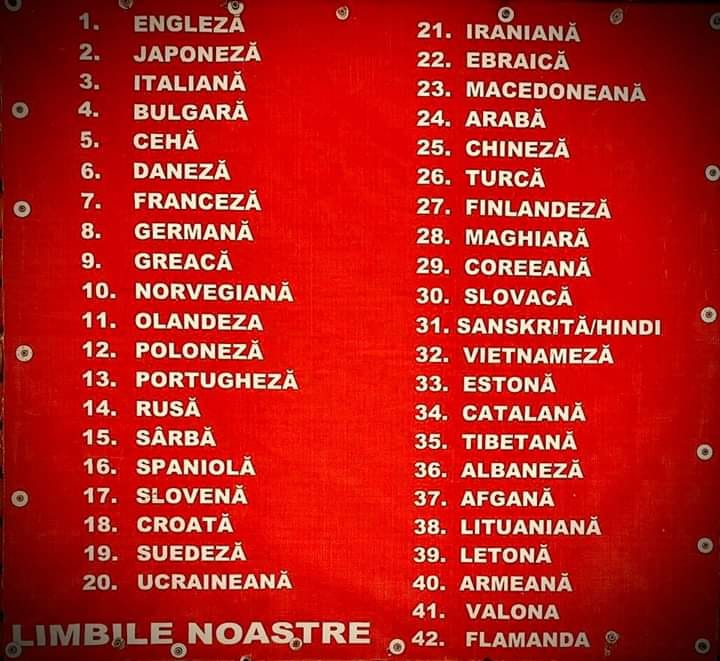 1. ENGLEZĂ
2. JAPONEZĂ
3. ITALIANĂ
4. BULGARĂ
5. CEHĂ
6. DANEZĂ
7. FRANCEZĂ
8. GERMANĂ
9. GREACĂ
10. NORVEGIANĂ
11. OLANDEZA
12. POLONEZĂ
13. PORTUGHEZĂ
14. RUSĂ
15. SÂRBĂ
16. SPANIOLĂ
17. SLOVENĂ
18. CROATĂ
19. SUEDEZĂ
20. UCRAINEANĂ
LIMBILE NOASTRE
21. IRANIANĂ
22. EBRAICĂ
23. MACEDONEANĂ
24. ARABĂ
25. CHINEZĂ
26. TURCĂ
27. FINLANDEZĂ
28. MAGHIARĂ
29. COREEANĂ
30. SLOVACĂ
31. SANSKRITĂ/HINDI
32. VIETNAMEZĂ
33. ESTONĂ
34. CATALANĂ
35. TIBETANĂ
36. ALBANEZĂ
37. AFGANĂ
38. LITUANIANĂ
39. LETONĂ
40. ARMEANĂ
41. VALONA
42. FLAMANDA